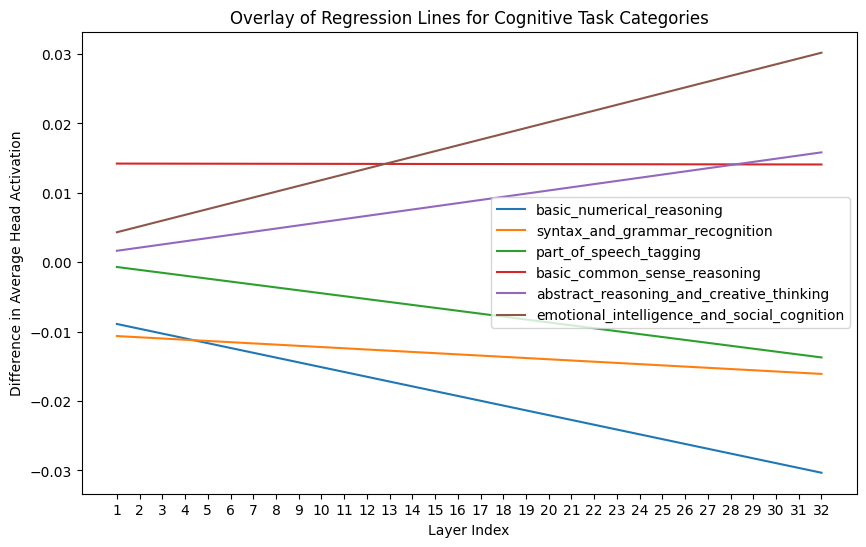 Overlay of Regression Lines for Cognitive Task Categories
Difference in Average Head Activation
0.03
0.02
0.01
0.00
−0.01
−0.02
−0.03
basic_numerical_reasoning
syntax_and_grammar_recognition
part_of_speech_tagging
basic_common_sense_reasoning
abstract_reasoning_and_creative_thinking
emotional_intelligence_and_social_cognition
1 2 3 4 5 6 7 8 9 10 11 12 13 14 15 16 17 18 19 20 21 22 23 24 25 26 27 28 29 30 31 32
Layer Index